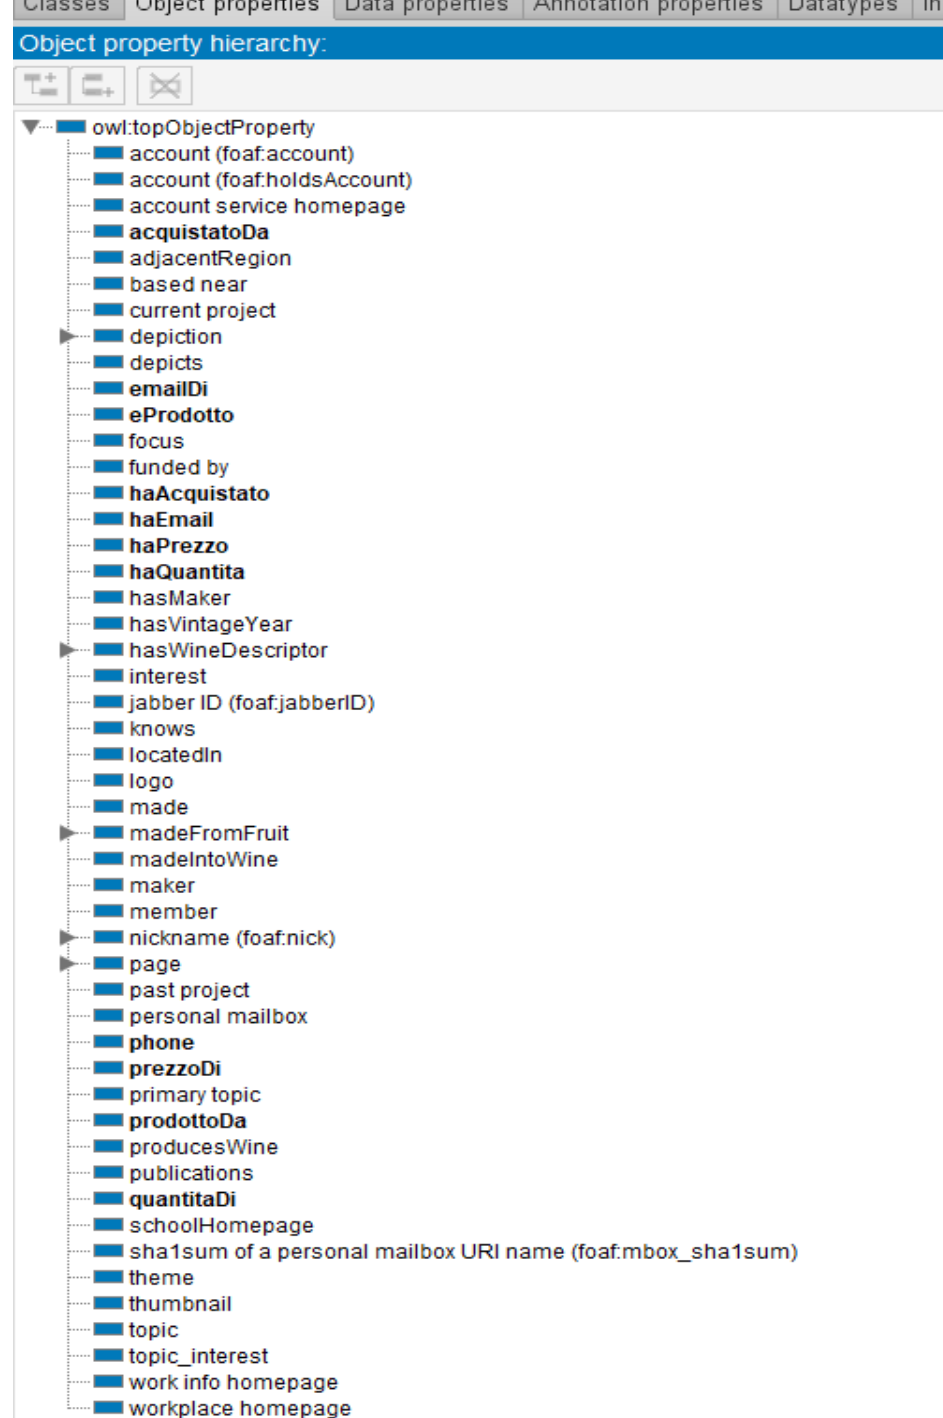 Classes Object properties Data properties Annotation properties Datatypes In
Object property hierarchy:
owl:topObjectProperty
account (foaf:account)
account (foaf:holdsAccount)
account service homepage
acquistatoDa
adjacentRegion
based near
current project
depiction
depicts
emailDi
eProdotto
focus
funded by
haAcquistato
haEmail
haPrezzo
haQuantita
hasMaker
hasVintageYear
hasWineDescriptor
interest
jabber ID (foaf:jabberID)
knows
locatedIn
logo
made
madeFromFruit
madeIntoWine
maker
member
nickname (foaf:nick)
page
past project
personal mailbox
phone
prezzoDi
primary topic
prodottoDa
producesWine
publications
quantitaDi
schoolHomepage
sha1sum of a personal mailbox URI name (foaf:mbox_sha1sum)
theme
thumbnail
topic
topic_interest
work info homepage
workplace homepage